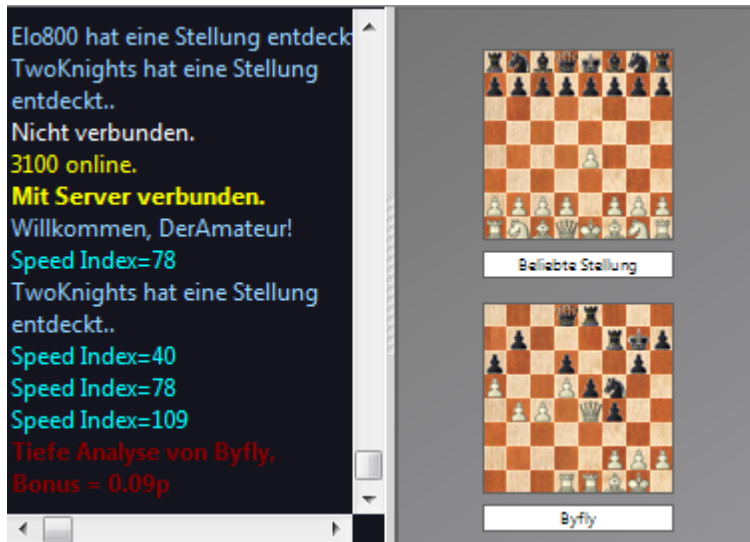 Elo800 hat eine Stellung entdeck
TwoKnights hat eine Stellung
entdeckt..
Nicht verbunden.
3100 online.
Mit Server verbunden.
Willkommen, DerAmateur!
Speed Index=78
TwoKnights hat eine Stellung
entdeckt..
Speed Index=40
Speed Index=78
Speed Index=109
Tiefe Analyse von Byfly,
Bonus = 0.09p
Beliebte Stellung
Byfly